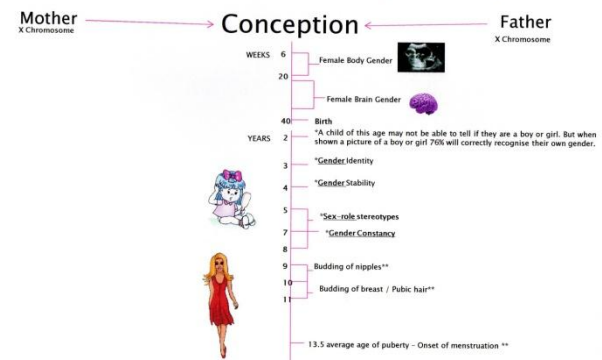 Mother
X Chromosome
Conception
Father
X Chromosome
WEEKS 6
Female Body Gender
20
Female Brain Gender
40 Birth
YEARS 2 *A child of this age may not be able to tell if they are a boy or girl. But when
shown a picture of a boy or girl 76% will correctly recognise their own gender.
3 *Gender Identity
4 *Gender Stability
5
*Sex-role stereotypes
7 *Gender Constancy
8
9 Budding of nipples**
10 Budding of breast / Pubic hair**
11
13.5 average age of puberty - Onset of menstruation **